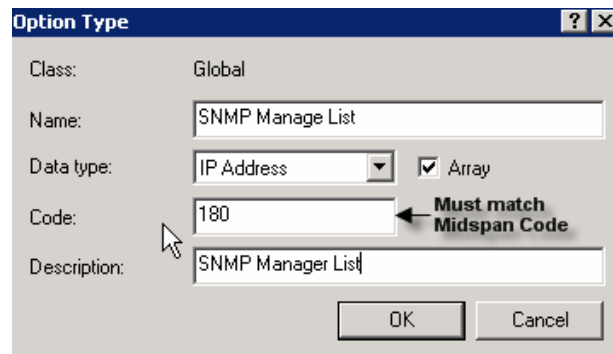 Option Type ? X
Class: Global
Name: SNMP Manage List
Data type: IP Address Array
Code: 180 Must match
Midspan Code
Description: SNMP Manager List
OK Cancel